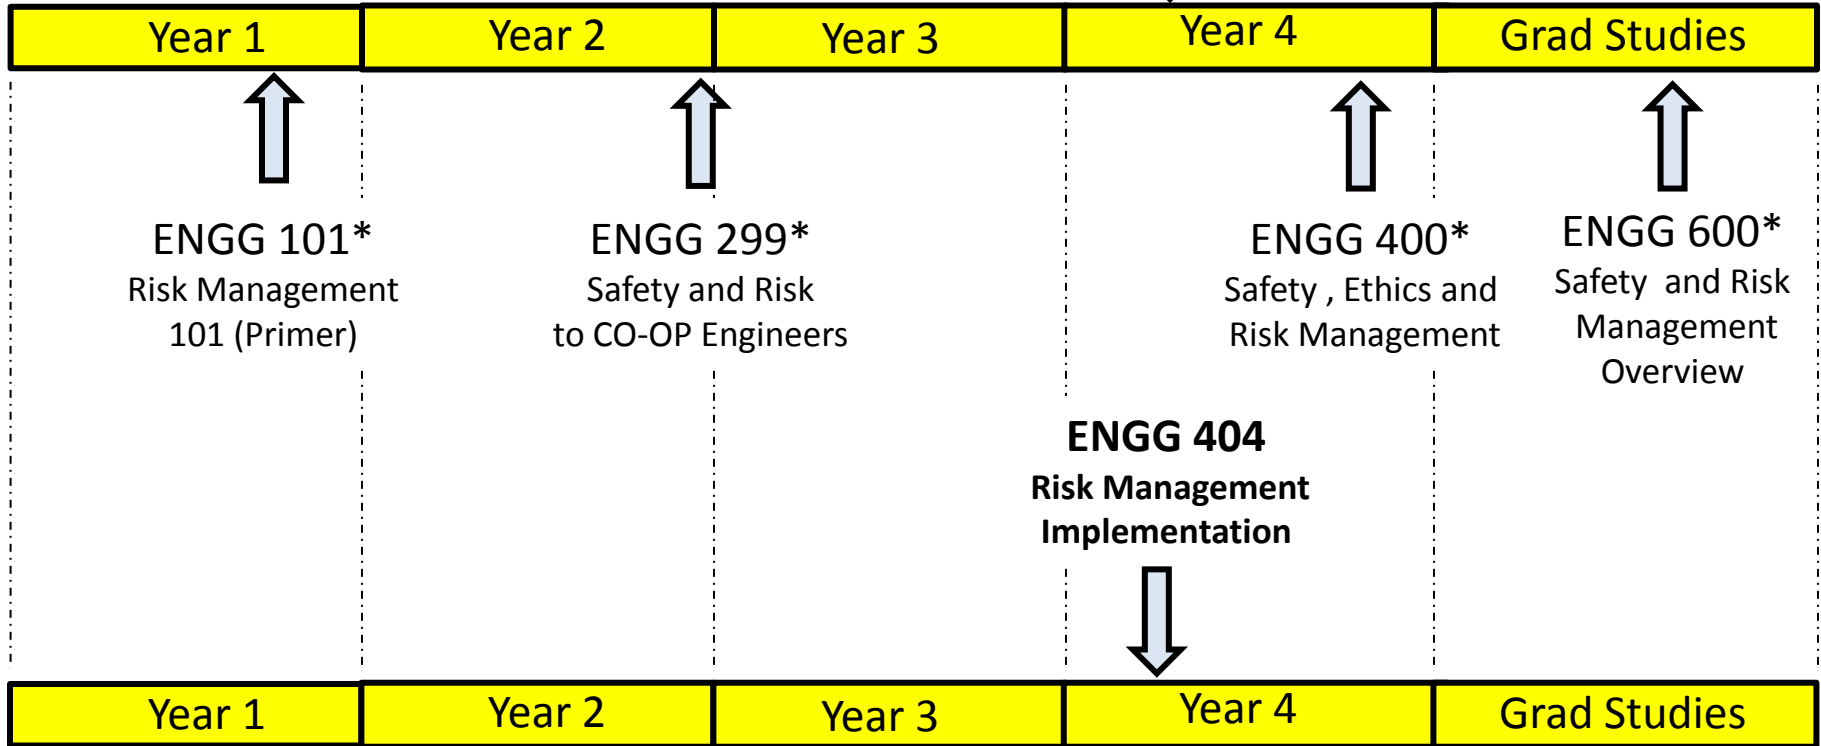 Year 1 Year 2 Year 3 Year 4 Grad Studies
ENGG 101*
Risk Management
101 (Primer)
ENGG 299*
Safety and Risk
to CO-OP Engineers
ENGG 400*
Safety , Ethics and
Risk Management
ENGG 600*
Safety and Risk
Management
Overview
ENGG 404
Risk Management
Implementation
Year 1 Year 2 Year 3 Year 4 Grad Studies